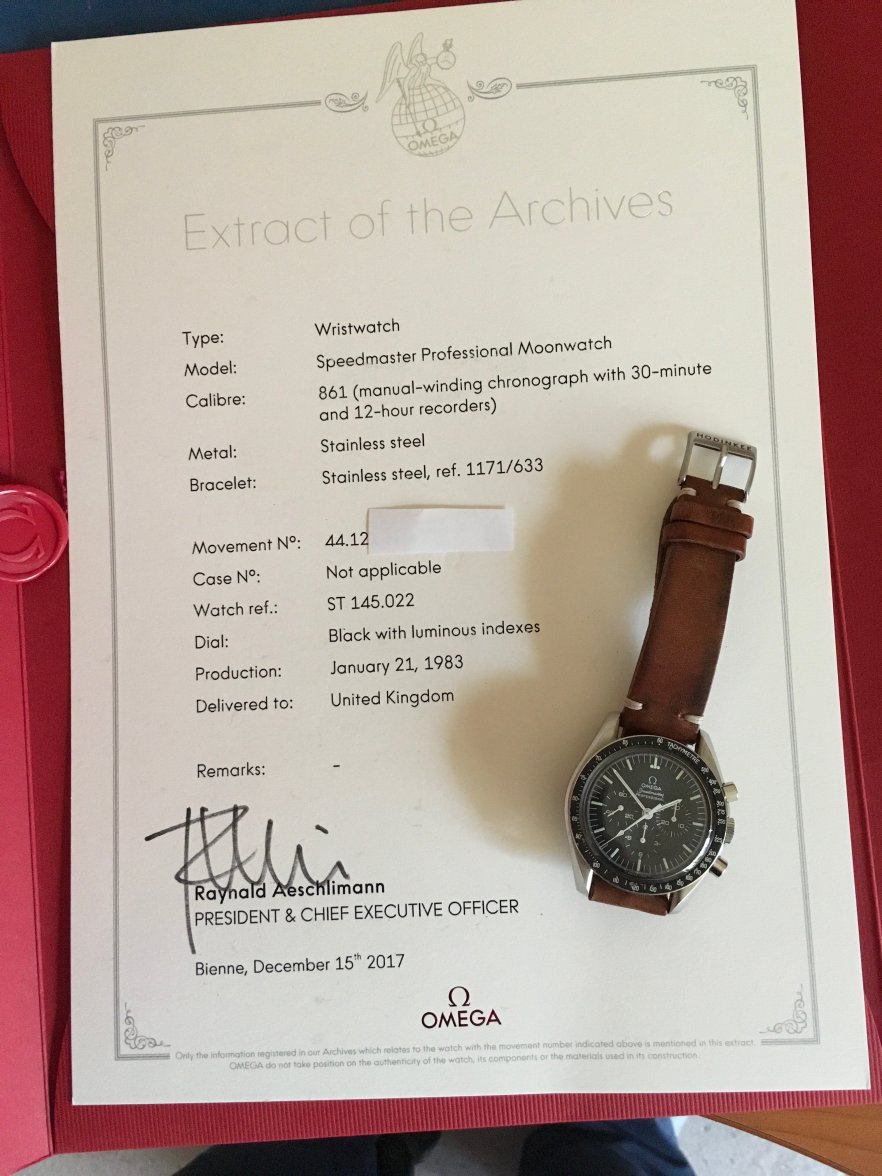 OMEGA
Extract of the Archives
Type: Wristwatch
Model: Speedmaster Professional Moonwatch
Calibre: 861 (manual-winding chronograph with 30-minute
and 12-hour recorders)
Metal: Stainless steel
Bracelet: Stainless steel, ref. 1171/633
Movement Nº: 44.12
Case Nº: Not applicable
Watch ref.: ST 145.022
Dial: Black with luminous indexes
Production: January 21, 1983
Delivered to: United Kingdom
Remarks: -
Raynald Aeschlimann
PRESIDENT & CHIEF EXECUTIVE OFFICER
Bienne, December 15th 2017
Ω
OMEGA
Only the information registered in our Archives which relates to the watch with the movement number indicated above is mentioned in this extract.
OMEGA do not take position on the authenticity of the watch, its components or the materials used in its construction.
HODINKEE
TACHYMETRE
OMEGA
Speedmaster
PROFESSIONAL